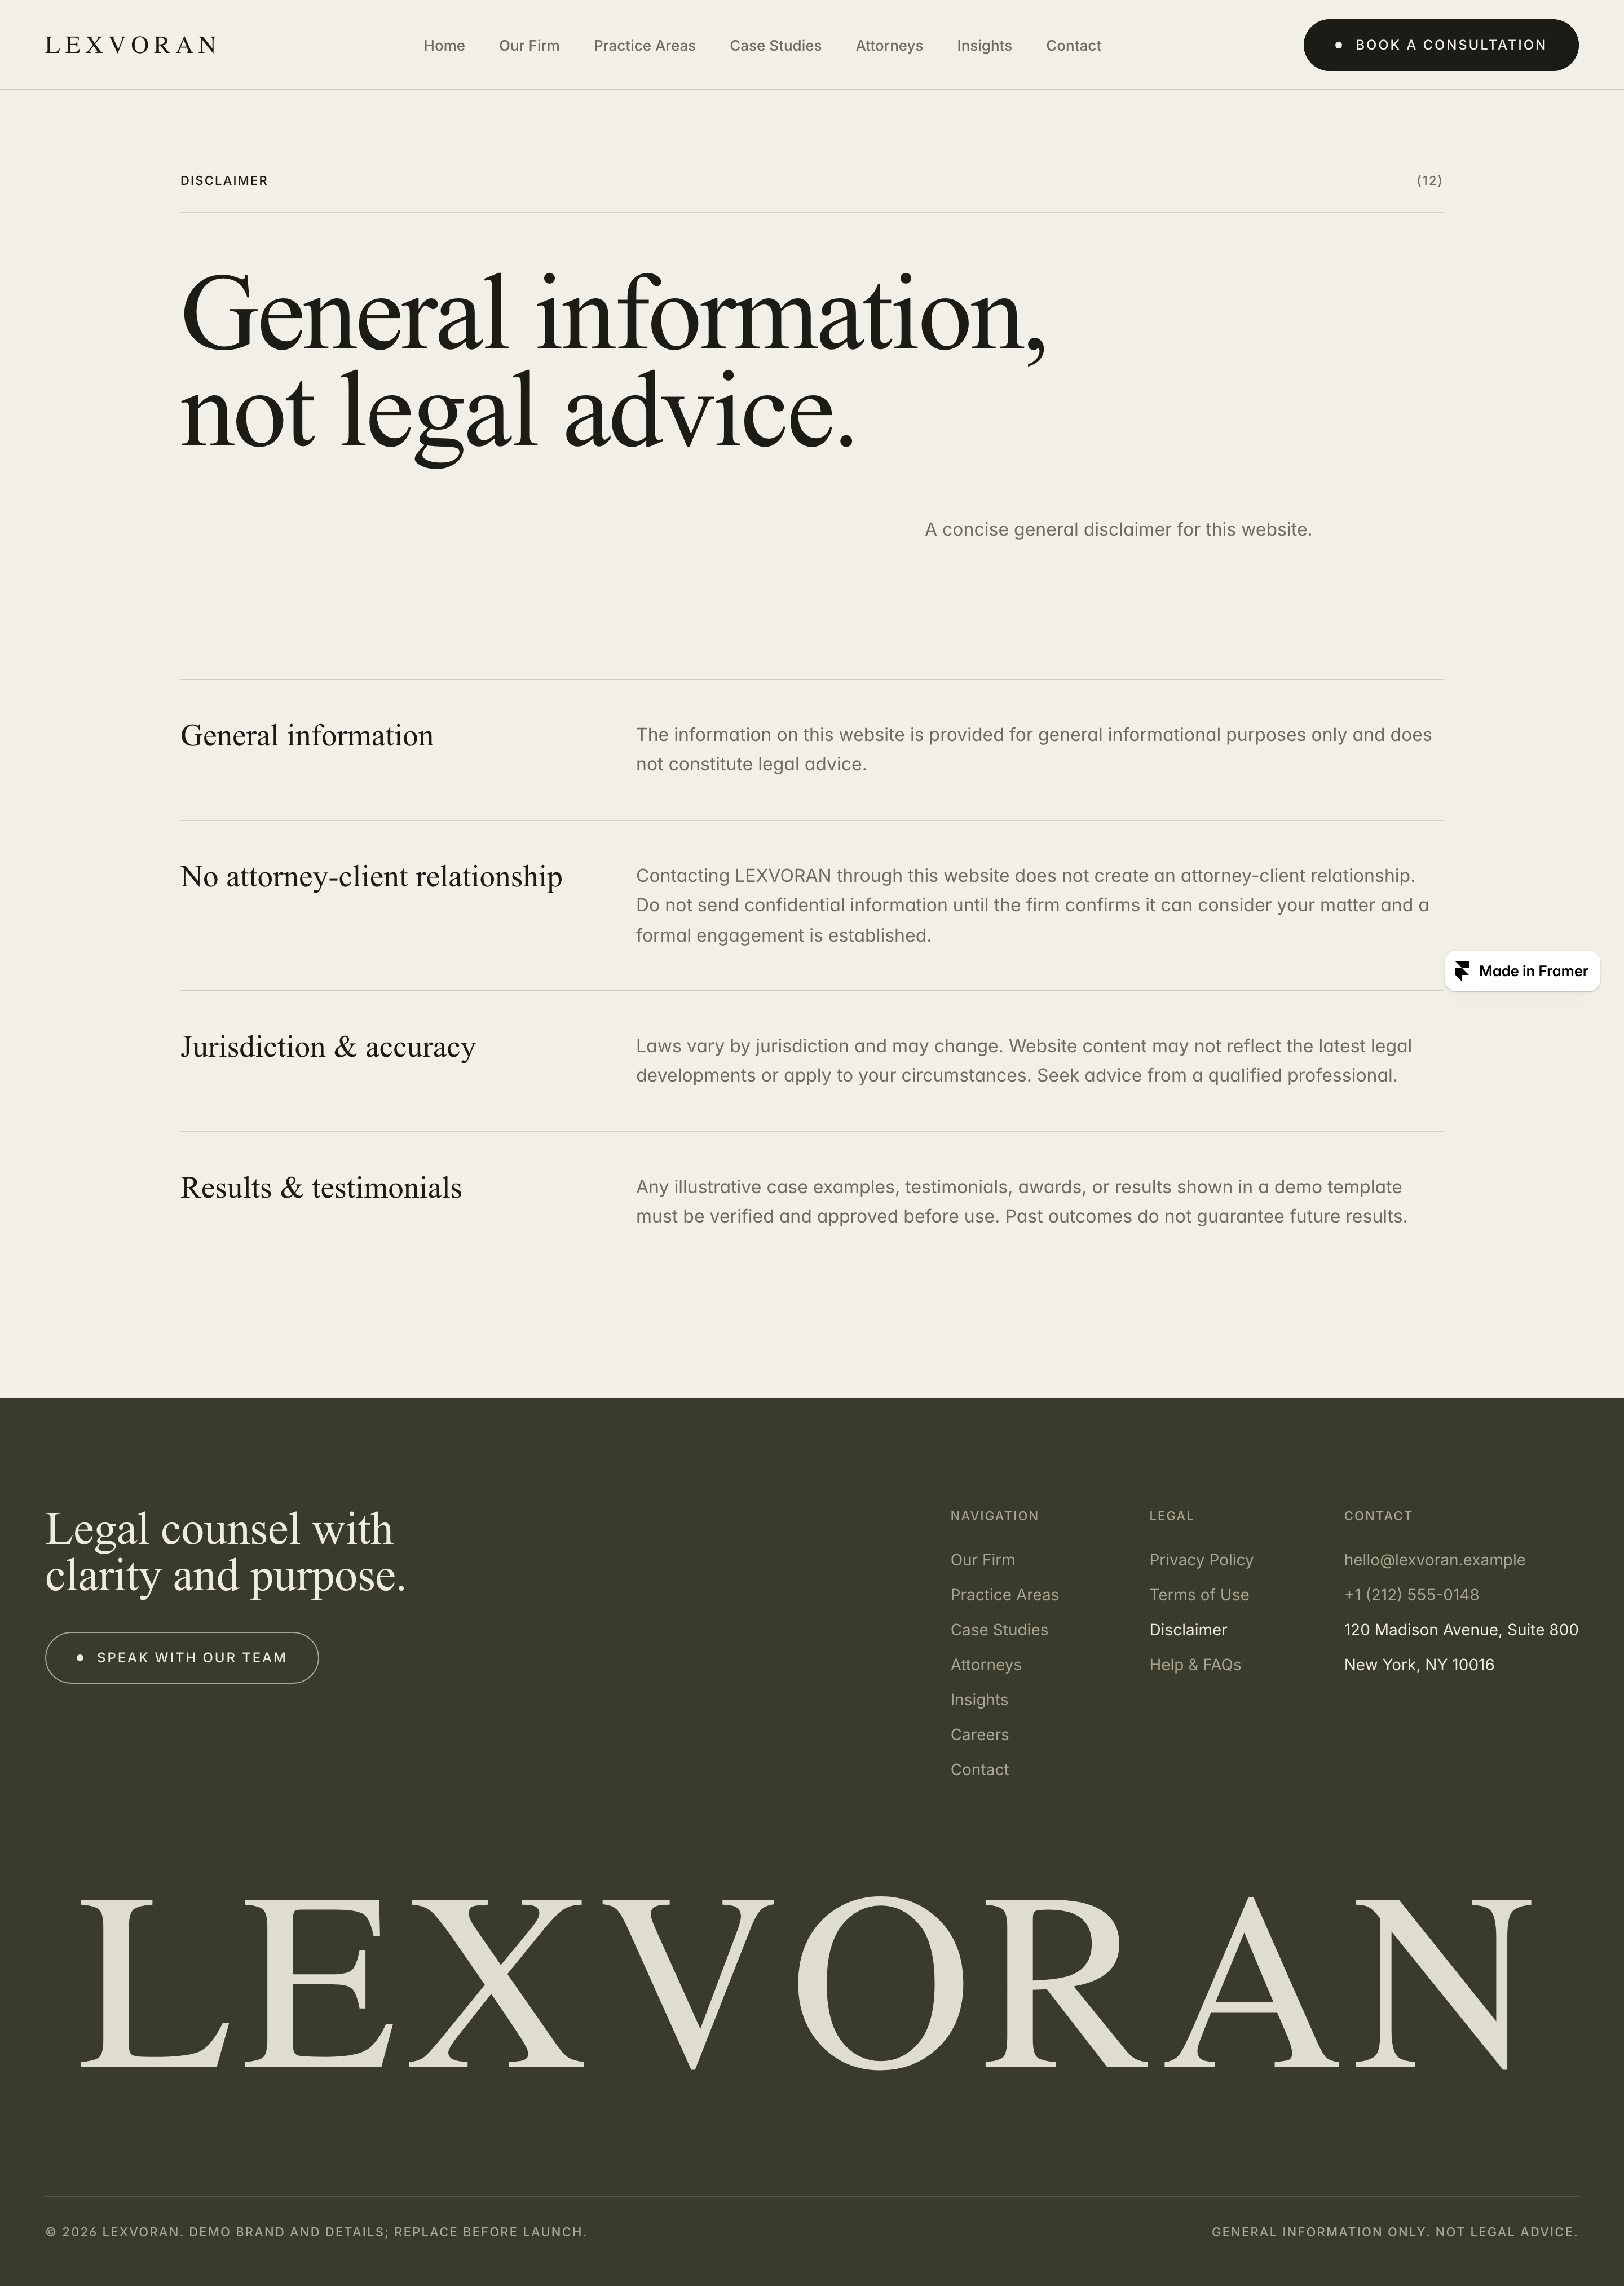 LEXVORAN
Home
Our Firm
Practice Areas
Case Studies
Attorneys
Insights
Contact
BOOK A CONSULTATION
DISCLAIMER
(12)
General information,
not legal advice.
A concise general disclaimer for this website.
General information
The information on this website is provided for general informational purposes only and does
not constitute legal advice.
No attorney-client relationship
Contacting LEXVORAN through this website does not create an attorney-client relationship.
Do not send confidential information until the firm confirms it can consider your matter and a
formal engagement is established.
Made in Framer
Jurisdiction & accuracy
Laws vary by jurisdiction and may change. Website content may not reflect the latest legal
developments or apply to your circumstances. Seek advice from a qualified professional.
Results & testimonials
Any illustrative case examples, testimonials, awards, or results shown in a demo template
must be verified and approved before use. Past outcomes do not guarantee future results.
Legal counsel with
clarity and purpose.
SPEAK WITH OUR TEAM
NAVIGATION
Our Firm
Practice Areas
Case Studies
Attorneys
Insights
Careers
Contact
LEGAL
Privacy Policy
Terms of Use
Disclaimer
Help & FAQs
CONTACT
hello@lexvoran.example
+1 (212) 555-0148
120 Madison Avenue, Suite 800
New York, NY 10016
LEXVORAN
© 2026 LEXVORAN. DEMO BRAND AND DETAILS; REPLACE BEFORE LAUNCH.
GENERAL INFORMATION ONLY. NOT LEGAL ADVICE.